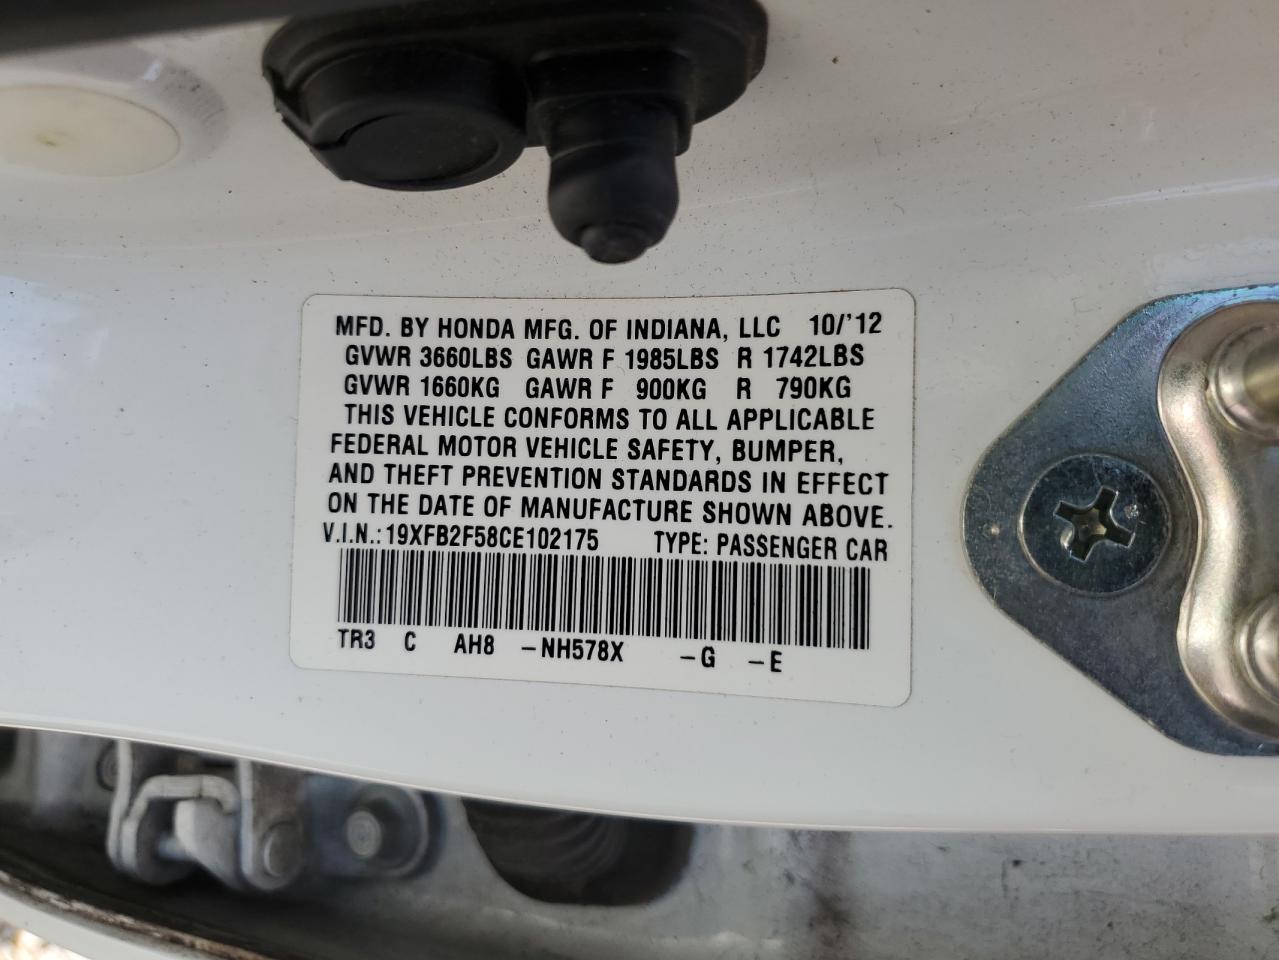 MFD. BY HONDA MFG. OF INDIANA, LLC 10/'12
GVWR 3660LBS GAWR F 1985LBS R 1742LBS
GVWR 1660KG GAWR F 900KG R 790KG
THIS VEHICLE CONFORMS TO ALL APPLICABLE
FEDERAL MOTOR VEHICLE SAFETY, BUMPER,
AND THEFT PREVENTION STANDARDS IN EFFECT
ON THE DATE OF MANUFACTURE SHOWN ABOVE.
V.I.N.: 19XFB2F58CE102175 TYPE: PASSENGER CAR
TR3 C AH8 -NH578X -G -E